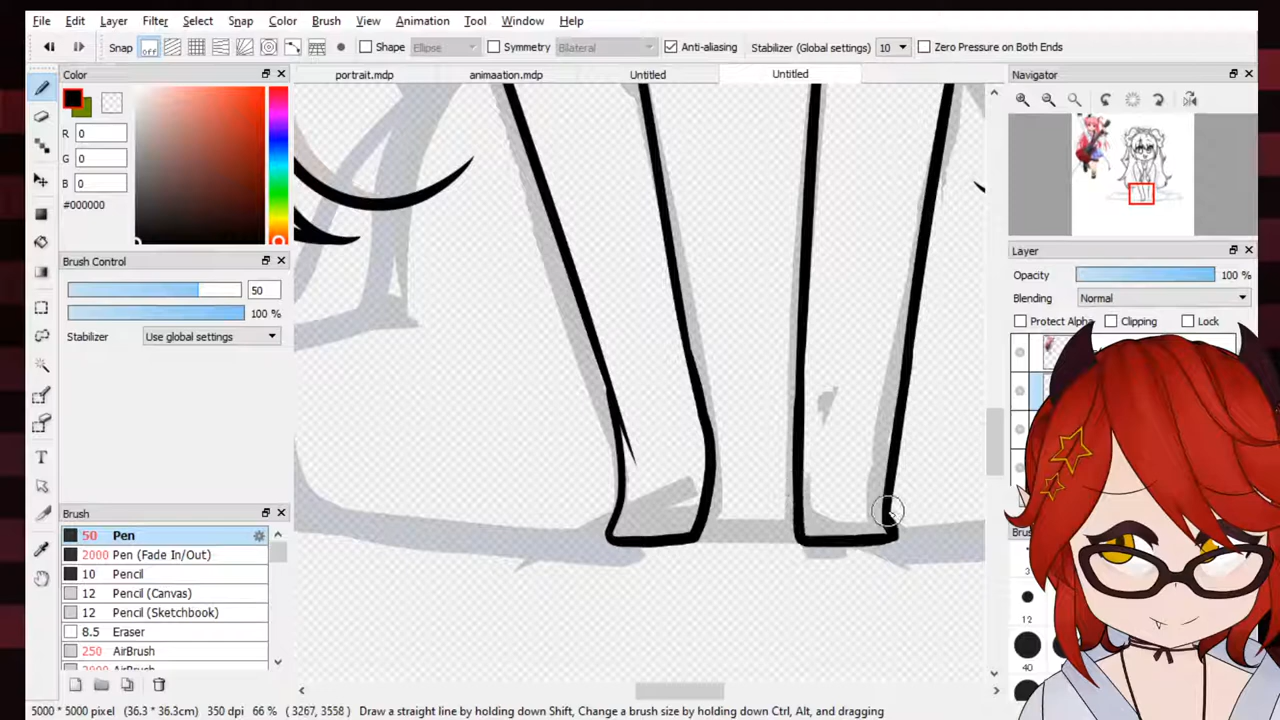 File Edit Layer Filter Select Snap Color Brush View Animation Tool Window Help
Snap off Shape Ellipse Symmetry Bilateral Anti-aliasing Stabilizer (Global settings) 10 Zero Pressure on Both Ends
Color
portrait.mdp animaation.mdp Untitled Untitled
Navigator
R 0
G 0
B 0
#000000
Brush Control
50
100 %
Stabilizer Use global settings
Layer
Opacity 100 %
Blending Normal
Protect Alpha Clipping Lock
Brush
50 Pen
2000 Pen (Fade In/Out)
10 Pencil
12 Pencil (Canvas)
12 Pencil (Sketchbook)
8.5 Eraser
250 AirBrush
12
40
5000 * 5000 pixel (36.3 * 36.3cm) 350 dpi 66 % ( 3267, 3558 ) Draw a straight line by holding down Shift, Change a brush size by holding down Ctrl, Alt, and dragging